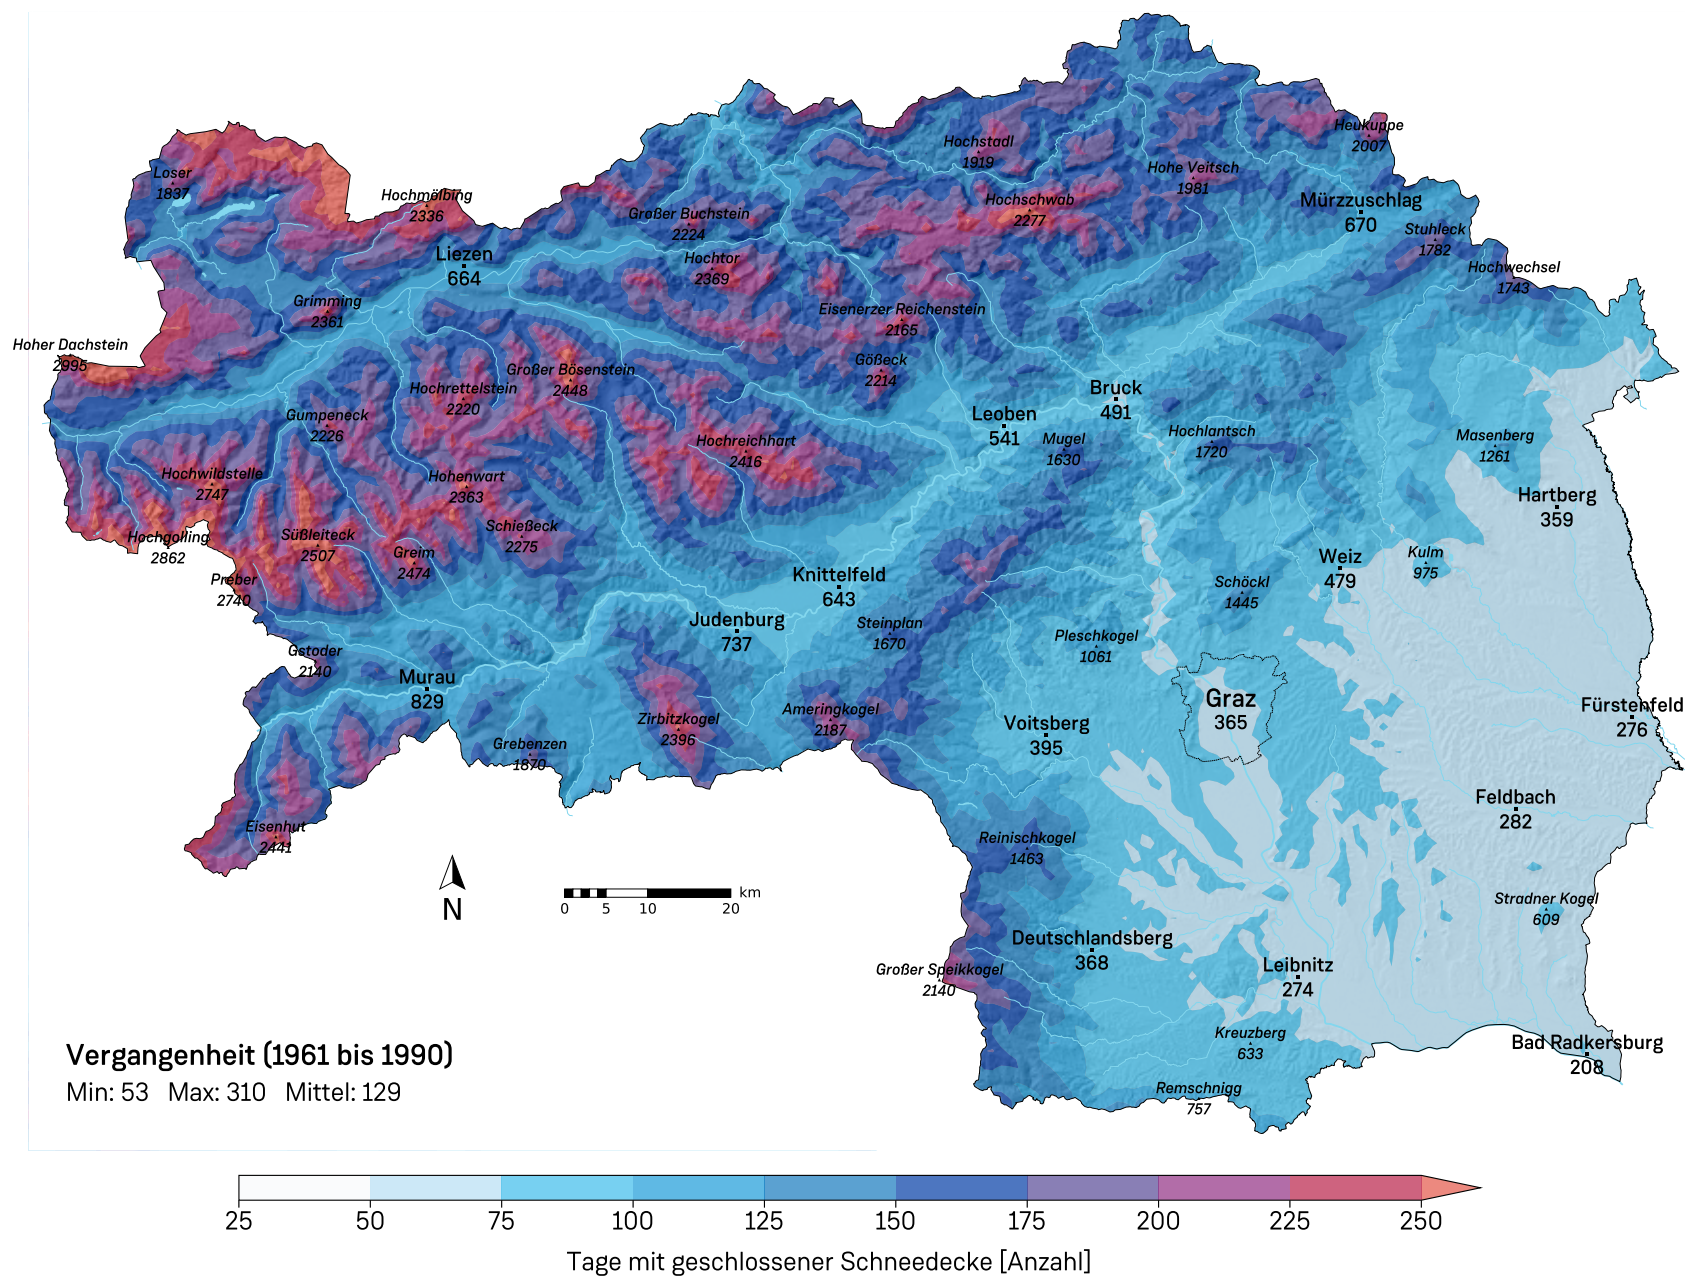 Heukuppe
2007
Hochstadl
1919
Hohe Veitsch
1981
Loser
1837
Hochmölbing
2336
Hochschwab
2277
Mürzzuschlag
670
Großer Buchstein
2224
Stuhleck
1782
Liezen
664
Hochtor
2369
Hochwechsel
1743
Grimming
2361
Eisenerzer Reichenstein
2165
Hoher Dachstein
2995
Großer Bösenstein
2448
Gößeck
2214
Hochrettelstein
2220
Bruck
491
Gumpeneck
2226
Leoben
541
Hochreichhart
2416
Mugel
1630
Hochlantsch
1720
Masenberg
1261
Hochwildstelle
2747
Hohenwart
2363
Hartberg
359
Hochgolling
2862
Süßleiteck
2507
Schießeck
2275
Greim
2474
Kulm
975
Weiz
479
Preber
2740
Knittelfeld
643
Schöckl
1445
Judenburg
737
Steinplan
1670
Pleschkogel
1061
Gstoder
2140
Murau
829
Graz
365
Zirbitzkogel
2396
Ameringkogel
2187
Voitsberg
395
Fürstenfeld
276
Grebenzen
1870
Feldbach
282
Eisenhut
2441
Reinischkogel
1463
Stradner Kogel
609
N
0 5 10 20 km
Deutschlandsberg
368
Großer Speikkogel
2140
Leibnitz
274
Kreuzberg
633
Bad Radkersburg
208
Remschnigg
757
Vergangenheit (1961 bis 1990)
Min: 53 Max: 310 Mittel: 129
25 50 75 100 125 150 175 200 225 250
Tage mit geschlossener Schneedecke [Anzahl]